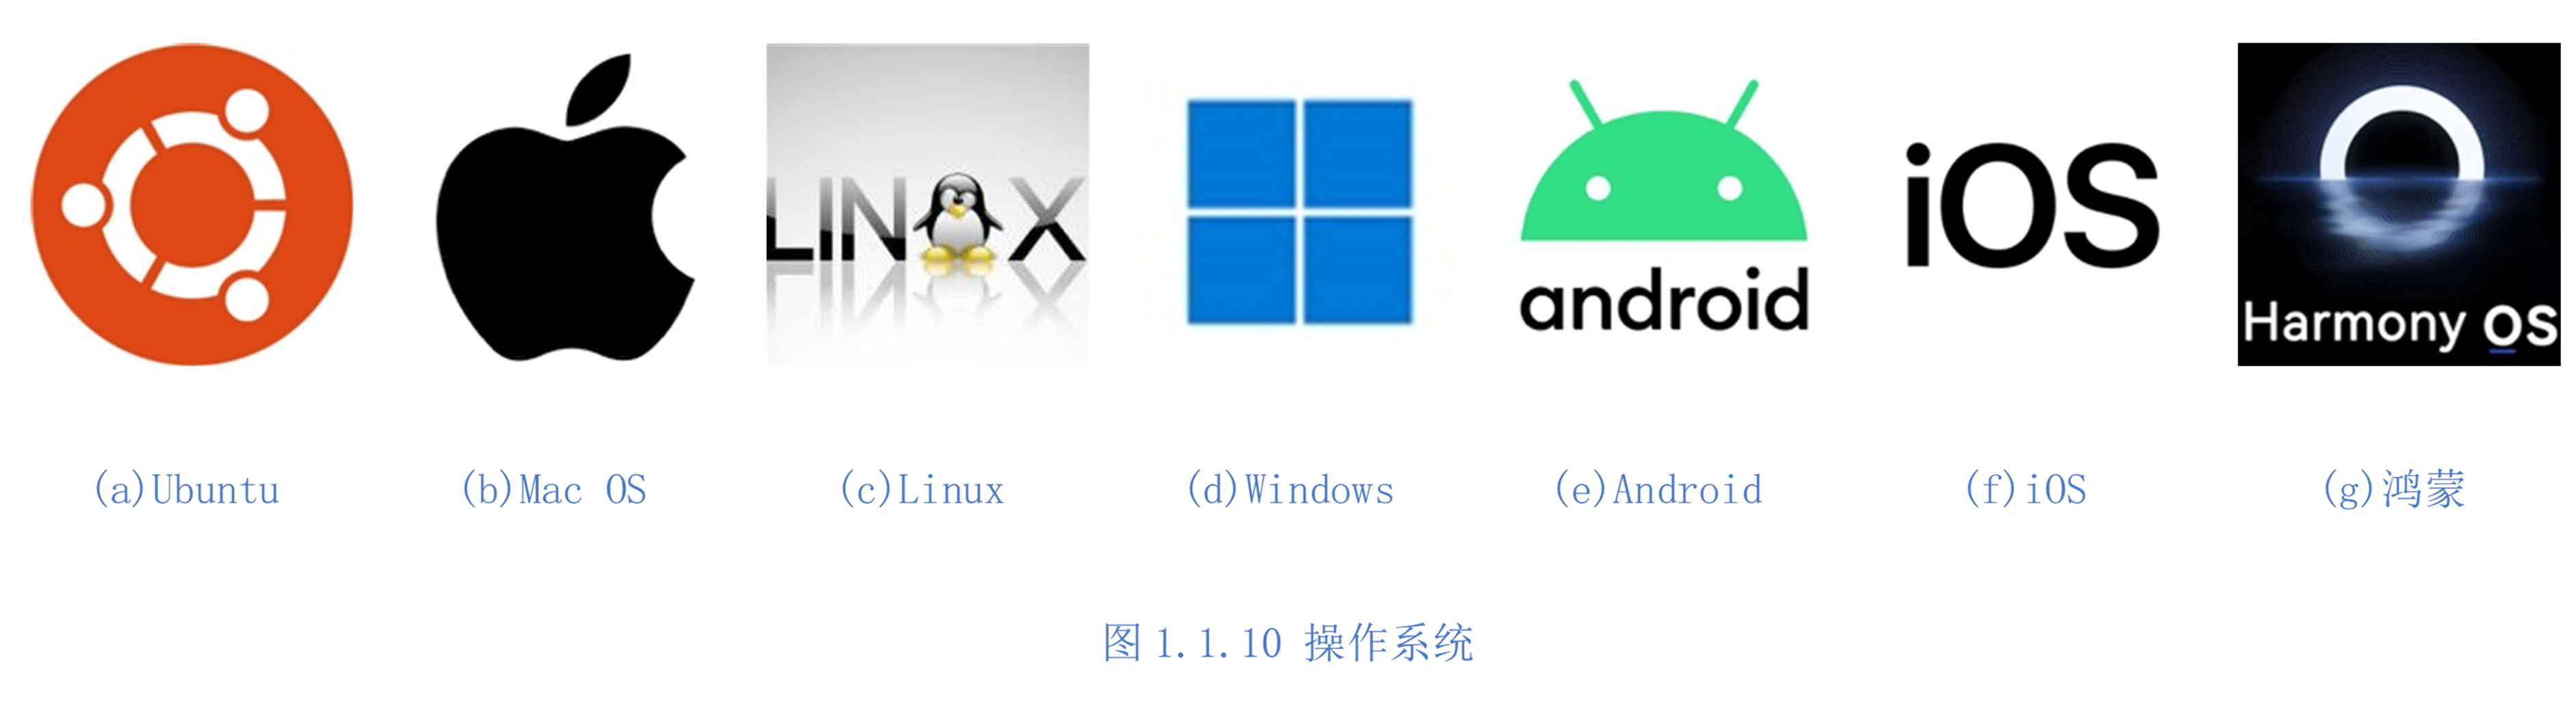 LINUX
android
iOS
Harmony OS
(a)Ubuntu
(b)Mac OS
(c)Linux
(d)Windows
(e)Android
(f)iOS
(g)鸿蒙
图1.1.10 操作系统